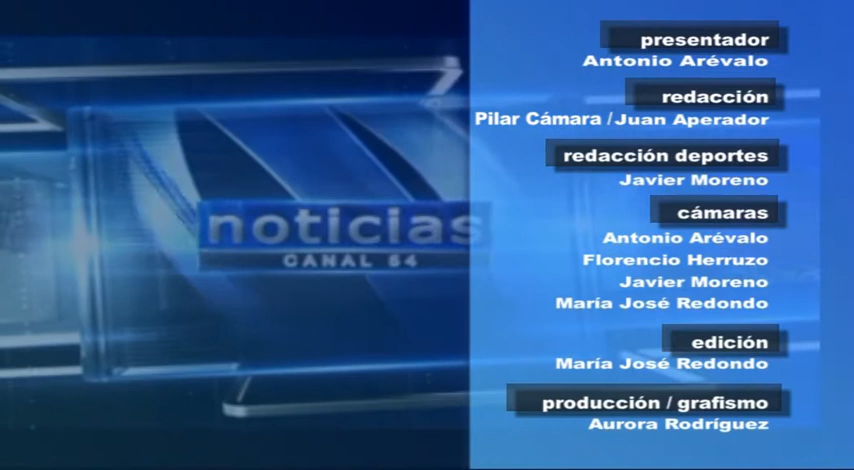 noticias
CANAL 54
presentador
Antonio Arévalo
redacción
Pilar Cámara / Juan Aperador
redacción deportes
Javier Moreno
cámaras
Antonio Arévalo
Florencio Herruzo
Javier Moreno
María José Redondo
edición
María José Redondo
producción / grafismo
Aurora Rodríguez